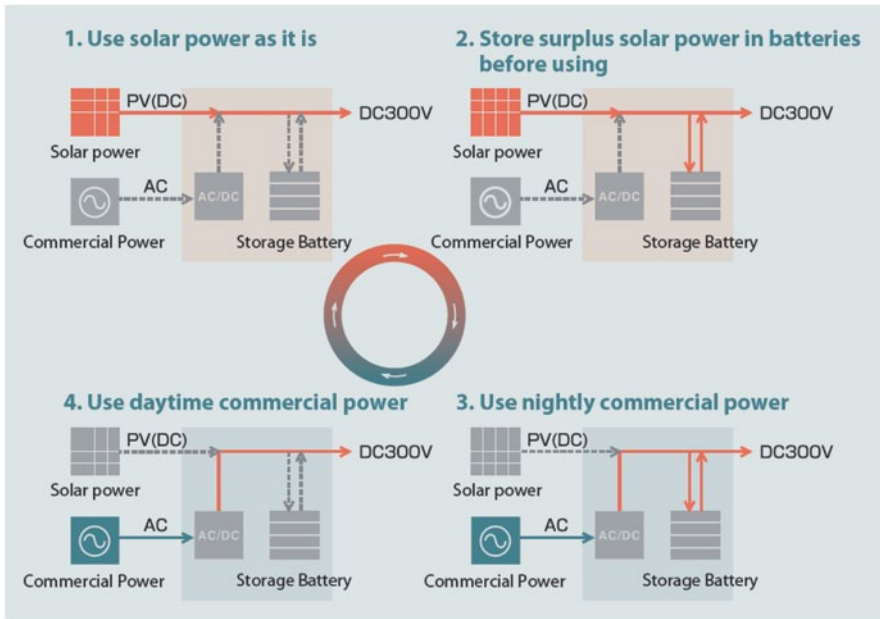 1. Use solar power as it is
PV(DC)
DC300V
Solar power
AC
AC/DC
Commercial Power
Storage Battery
2. Store surplus solar power in batteries
before using
PV(DC)
DC300V
Solar power
AC
AC/DC
Commercial Power
Storage Battery
4. Use daytime commercial power
PV(DC)
DC300V
Solar power
AC
AC/DC
Commercial Power
Storage Battery
3. Use nightly commercial power
PV(DC)
DC300V
Solar power
AC
AC/DC
Commercial Power
Storage Battery